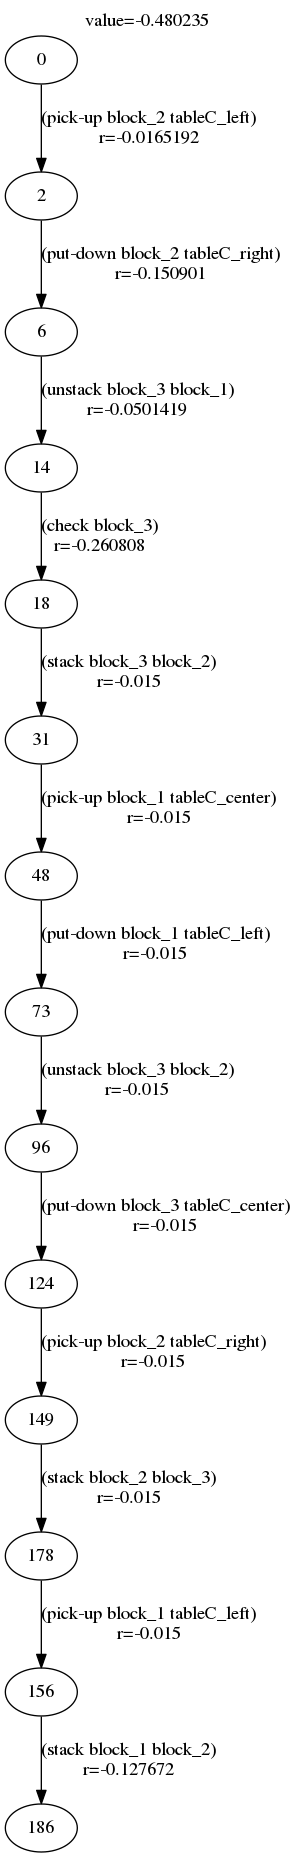 value=-0.480235
0
(pick-up block_2 tableC_left)
r=-0.0165192
2
(put-down block_2 tableC_right)
r=-0.150901
6
(unstack block_3 block_1)
r=-0.0501419
14
(check block_3)
r=-0.260808
18
(stack block_3 block_2)
r=-0.015
31
(pick-up block_1 tableC_center)
r=-0.015
48
(put-down block_1 tableC_left)
r=-0.015
73
(unstack block_3 block_2)
r=-0.015
96
(put-down block_3 tableC_center)
r=-0.015
124
(pick-up block_2 tableC_right)
r=-0.015
149
(stack block_2 block_3)
r=-0.015
178
(pick-up block_1 tableC_left)
r=-0.015
156
(stack block_1 block_2)
r=-0.127672
186